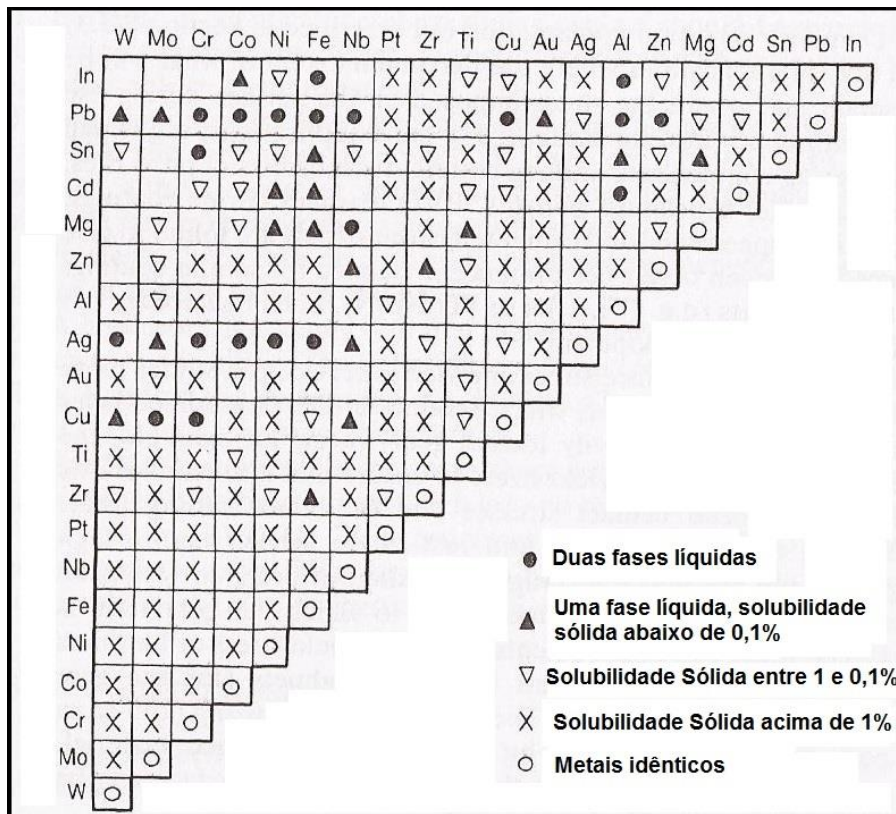 W Mo Cr Co Ni Fe Nb Pt Zr Ti Cu Au Ag Al Zn Mg Cd Sn Pb In
In
Pb
Sn
Cd
Mg
Zn
Al
Ag
Au
Cu
Ti
Zr
Pt
Nb
Fe
Ni
Co
Cr
Mo
W
Duas fases líquidas
Uma fase líquida, solubilidade
sólida abaixo de 0,1%
Solubilidade Sólida entre 1 e 0,1%
Solubilidade Sólida acima de 1%
Metais idênticos